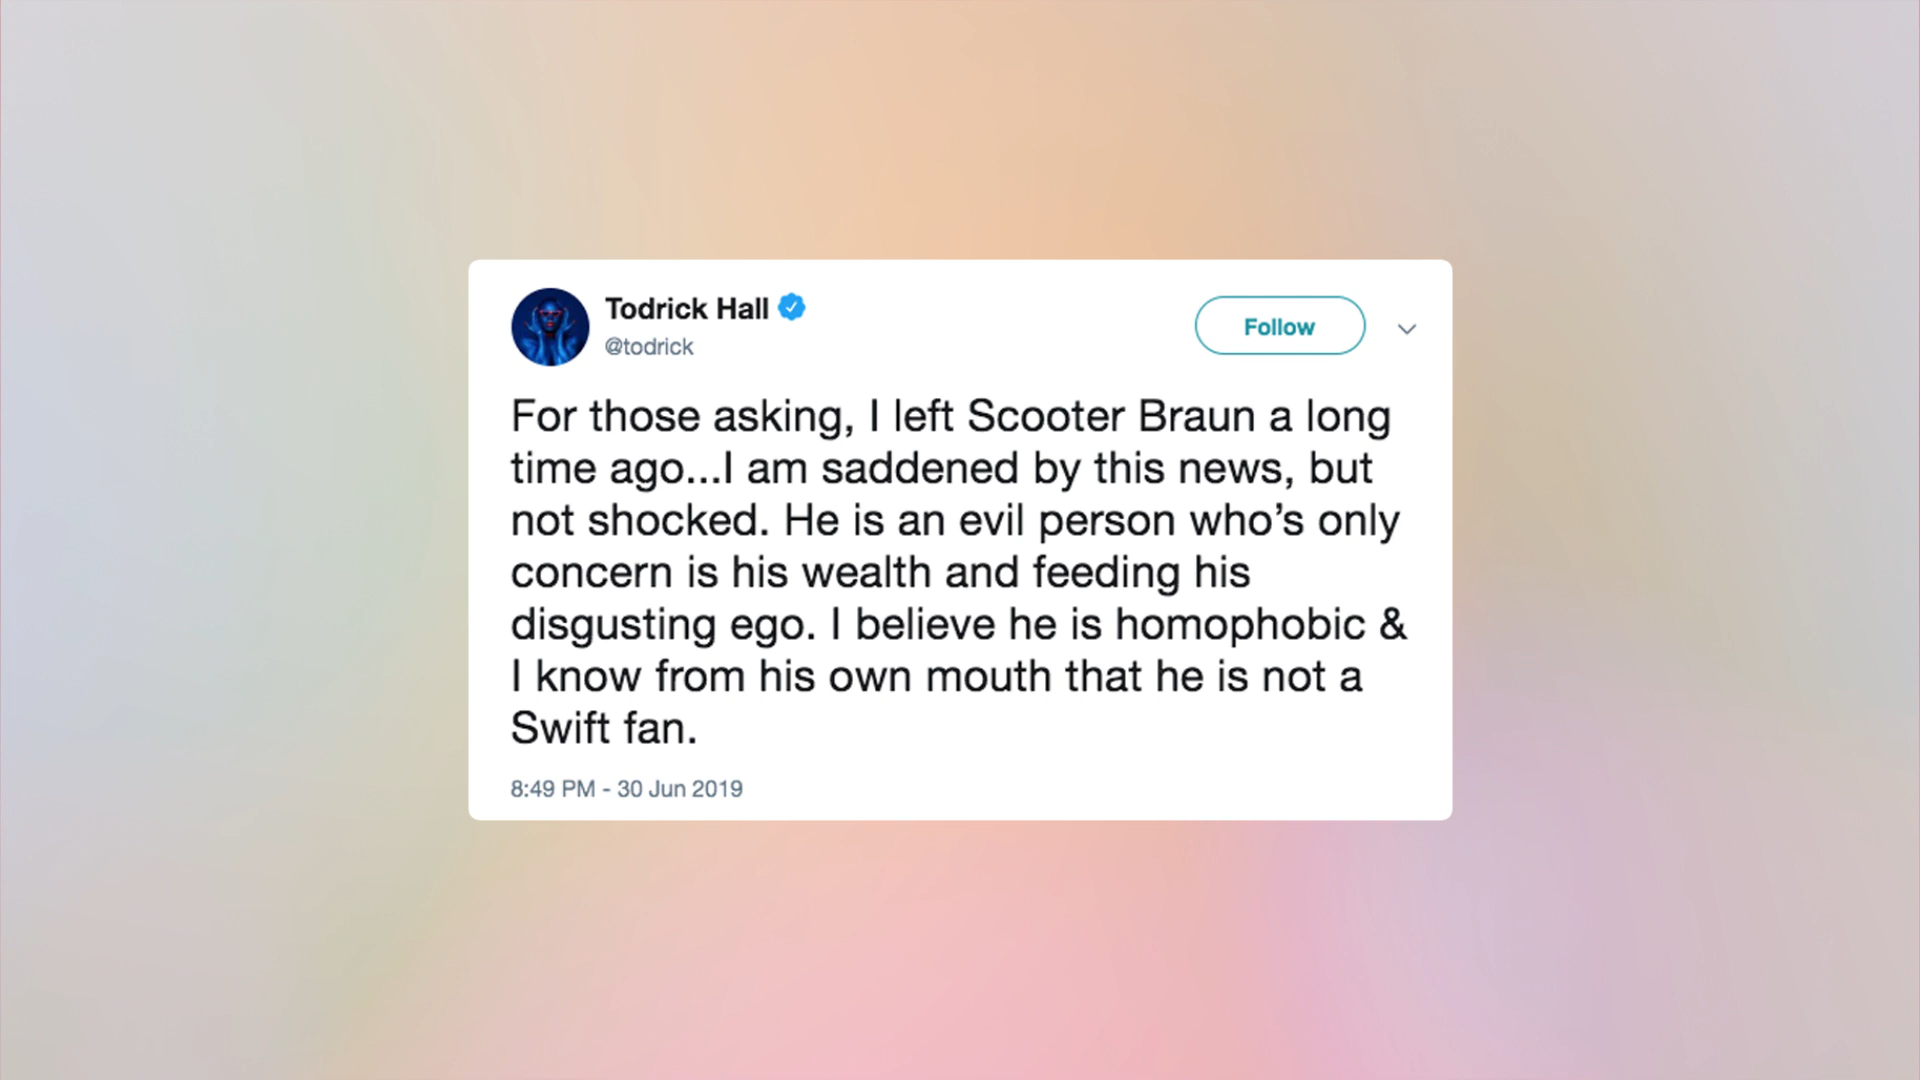 Todrick Hall
@todrick
Follow
For those asking, I left Scooter Braun a long
time ago...I am saddened by this news, but
not shocked. He is an evil person who’s only
concern is his wealth and feeding his
disgusting ego. I believe he is homophobic &
I know from his own mouth that he is not a
Swift fan.
8:49 PM - 30 Jun 2019